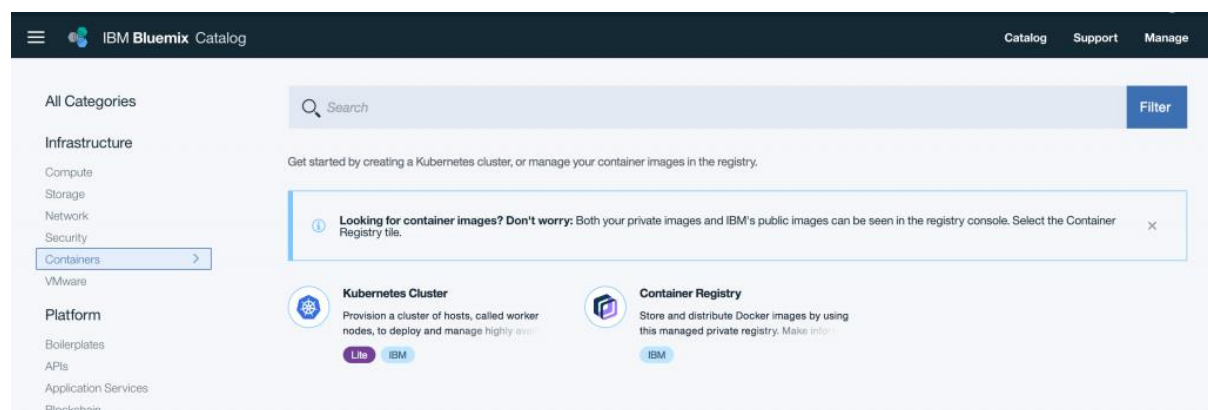 IBM Bluemix Catalog
Catalog Support Manage
All Categories
Infrastructure
Compute
Storage
Network
Security
Containers
VMware
Platform
Boilerplates
APIs
Application Services
Blockchain
Search
Filter
Get started by creating a Kubernetes cluster, or manage your container images in the registry.
Looking for container images? Don't worry: Both your private images and IBM's public images can be seen in the registry console. Select the Container
Registry tile.
Kubernetes Cluster
Provision a cluster of hosts, called worker
nodes, to deploy and manage highly
Lite IBM
Container Registry
Store and distribute Docker images by using
this managed private registry. Make
IBM